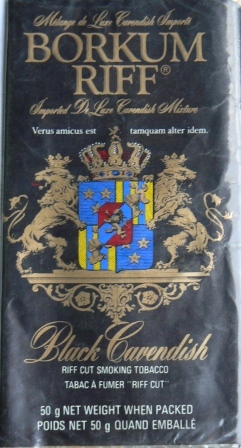 Mélange de Luxe Cavendish Importé
BORKUM
RIFF®
Imported De Luxe Cavendish Mixture
Verus amicus est tamquam alter idem.
Black Cavendish
RIFF CUT SMOKING TOBACCO
TABAC À FUMER "RIFF CUT"
50 g NET WEIGHT WHEN PACKED
POIDS NET 50 g QUAND EMBALLÉ